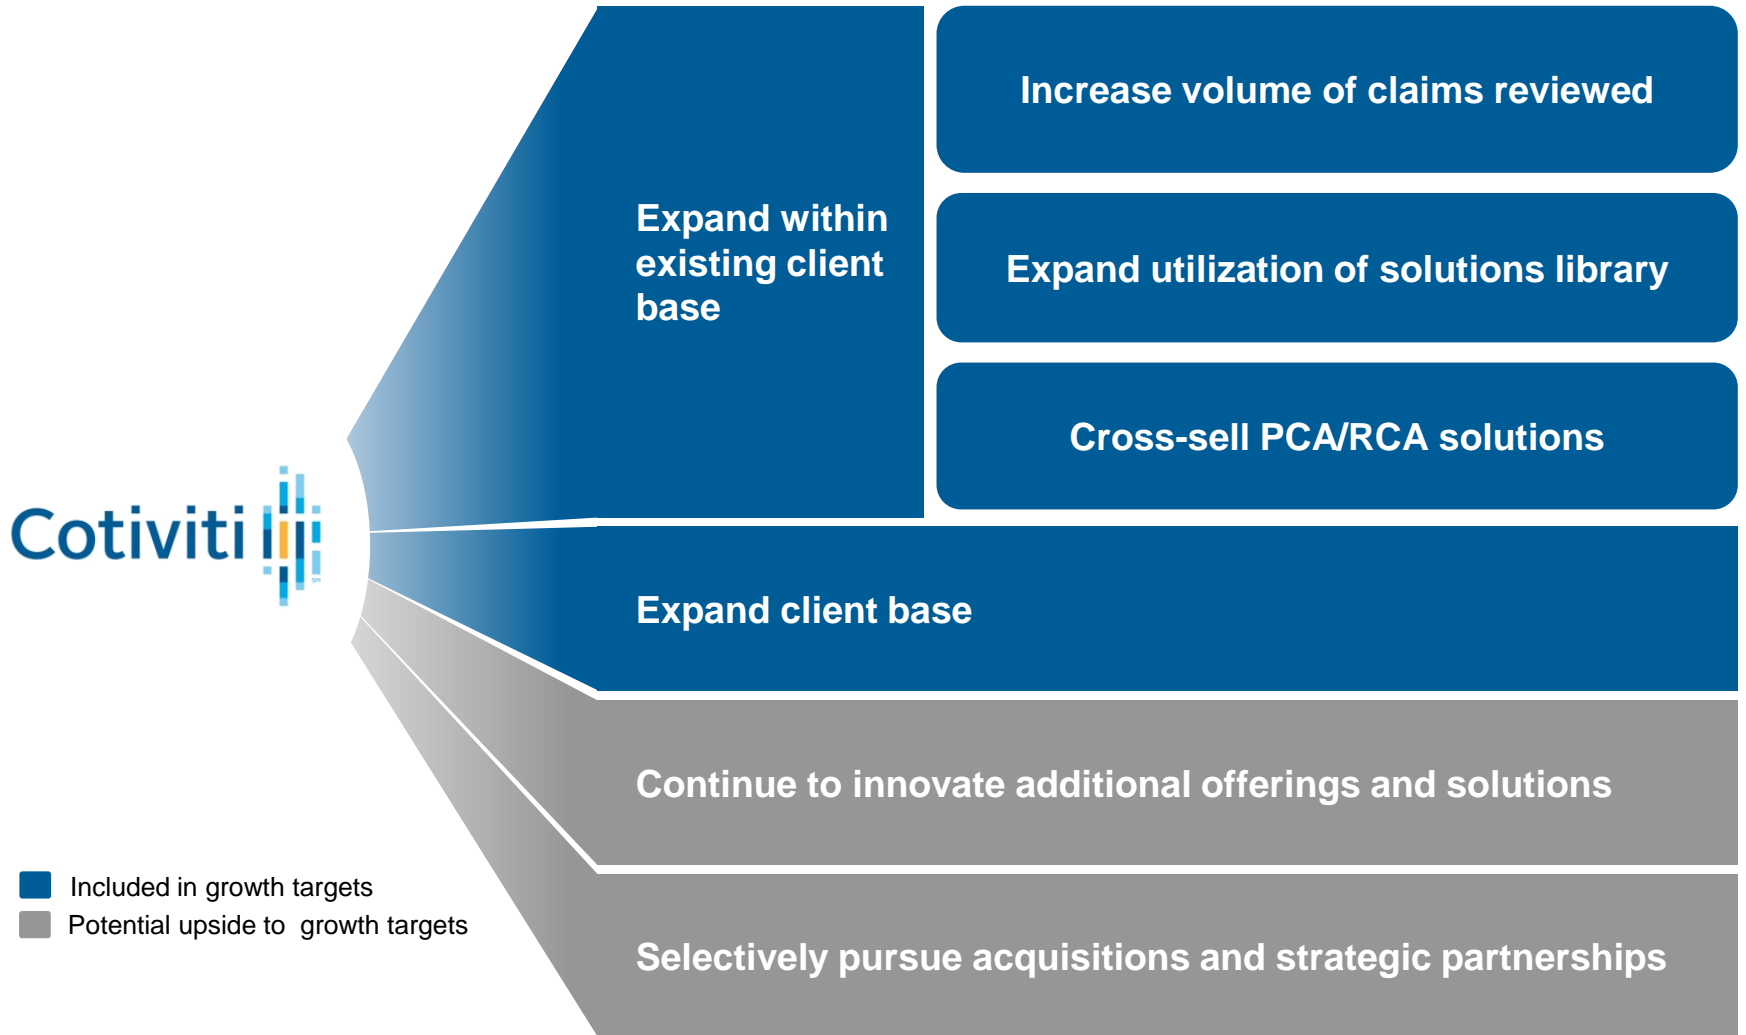 Increase volume of claims reviewed
Expand within
existing client
base
Expand utilization of solutions library
Cross-sell PCA/RCA solutions
Cotiviti
Expand client base
Continue to innovate additional offerings and solutions
Included in growth targets
Potential upside to growth targets
Selectively pursue acquisitions and strategic partnerships